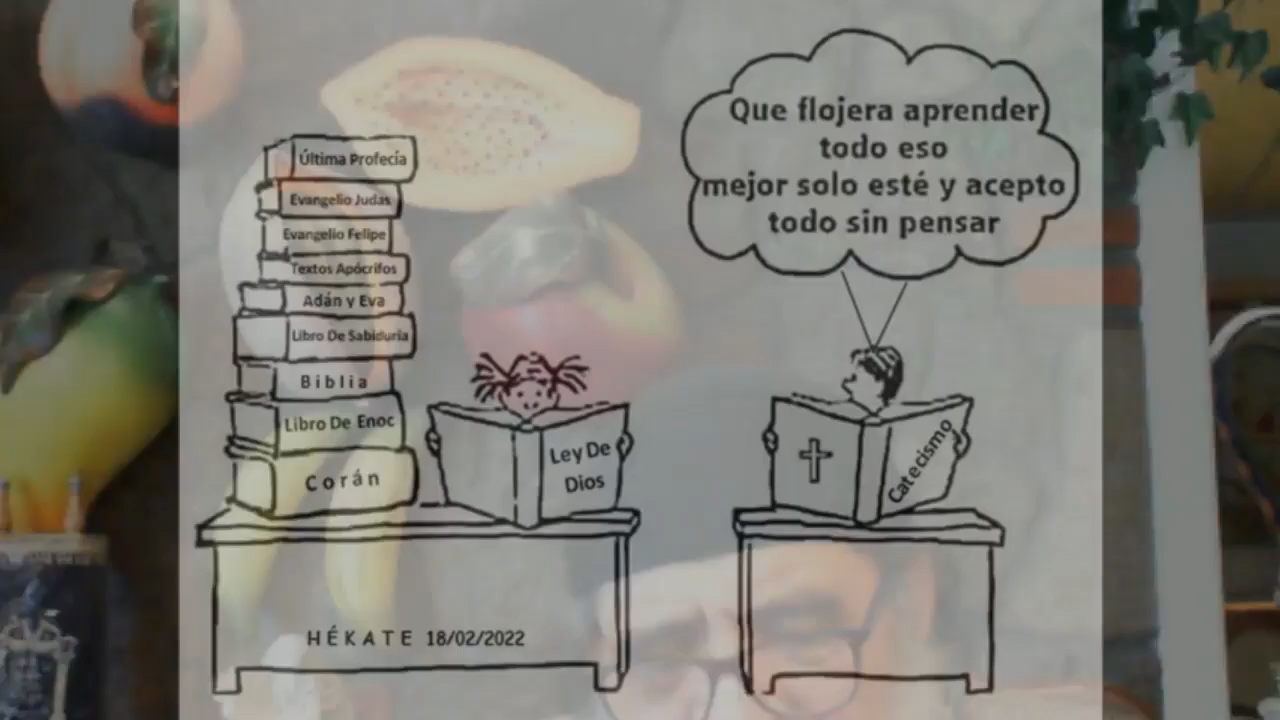 Que flojera aprender
todo eso
mejor solo esté y acepto
todo sin pensar
Última Profecía
Evangelio Judas
Evangelio Felipe
Textos Apócrifos
Adán y Eva
Libro De Sabiduria
Biblia
Libro De Enoc
Corán
Ley De
Dios
Catecismo
HÉKATE 18/02/2022